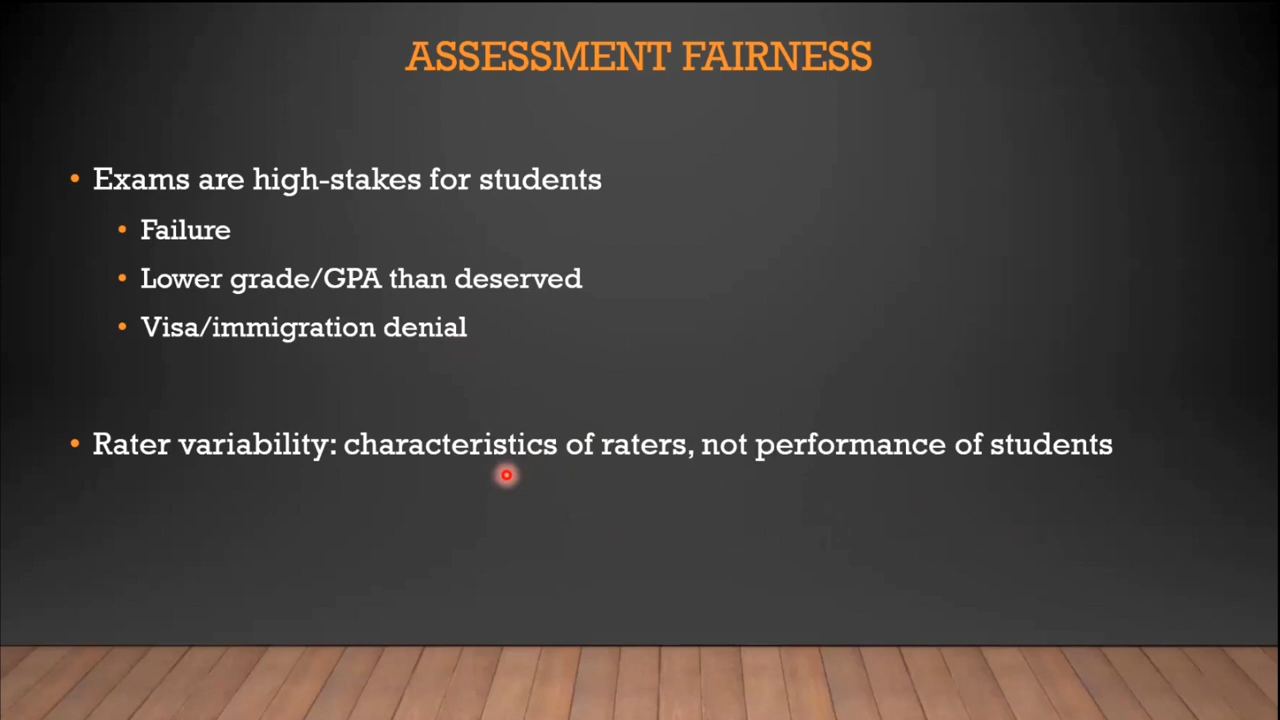 ASSESSMENT FAIRNESS
• Exams are high-stakes for students
• Failure
• Lower grade/GPA than deserved
• Visa/immigration denial
• Rater variability: characteristics of raters, not performance of students